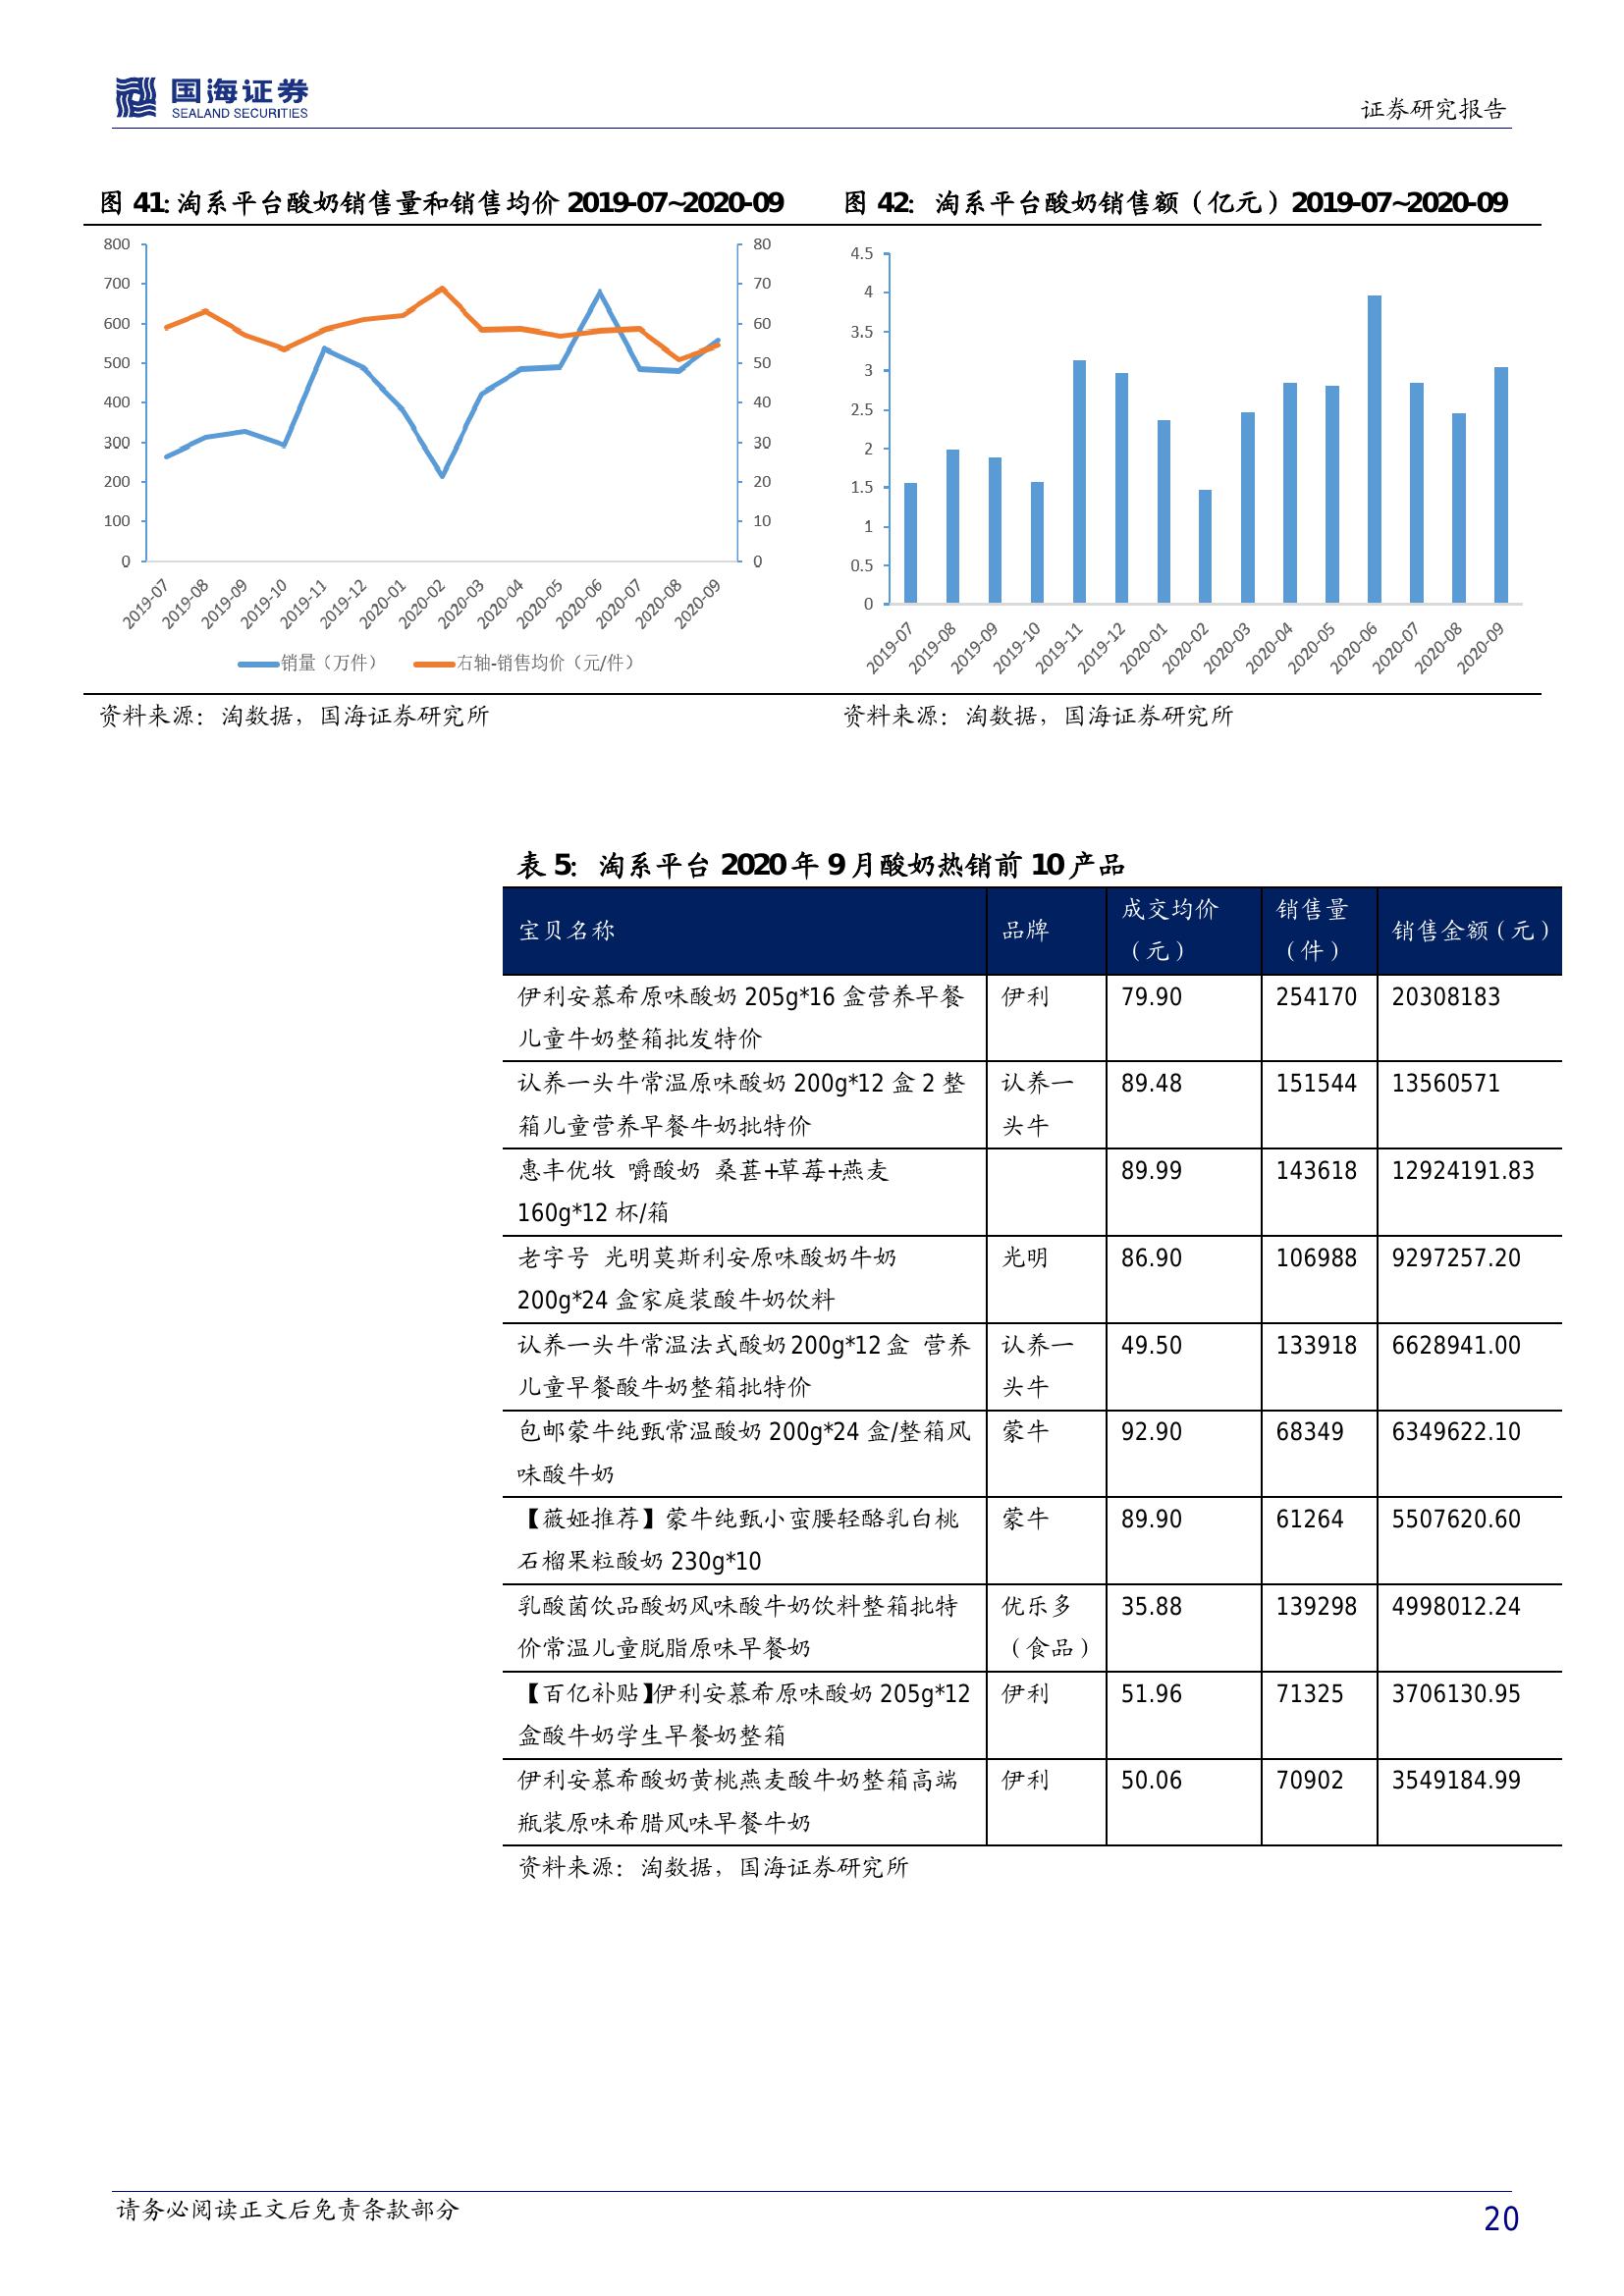 国海证券
SEALAND SECURITIES
证券研究报告
图 41:淘系平台酸奶销售量和销售均价 2019-07~2020-09
800
700
600
500
400
300
200
100
0
80
70
60
50
40
30
20
10
0
2019-07
2019-08
2019-09
2019-10
2019-11
2019-12
2020-01
2020-02
2020-03
2020-04
2020-05
2020-06
2020-07
2020-08
2020-09
销量（万件）
右轴-销售均价（元/件）
资料来源：淘数据，国海证券研究所
图 42： 淘系平台酸奶销售额（亿元）2019-07~2020-09
4.5
4
3.5
3
2.5
2
1.5
1
0.5
0
2019-07
2019-08
2019-09
2019-10
2019-11
2019-12
2020-01
2020-02
2020-03
2020-04
2020-05
2020-06
2020-07
2020-08
2020-09
资料来源：淘数据，国海证券研究所
表 5： 淘系平台 2020 年 9 月酸奶热销前 10 产品
宝贝名称 品牌 成交均价 销售量 销售金额（元）
（元） （件）
伊利安慕希原味酸奶 205g*16 盒营养早餐 伊利 79.90 254170 20308183
儿童牛奶整箱批发特价
认养一头牛常温原味酸奶 200g*12 盒 2 整 认养一 89.48 151544 13560571
箱儿童营养早餐牛奶批特价 头牛
惠丰优牧 嚼酸奶 桑葚+草莓+燕麦 89.99 143618 12924191.83
160g*12 杯/箱
老字号 光明莫斯利安原味酸奶牛奶 光明 86.90 106988 9297257.20
200g*24 盒家庭装酸牛奶饮料
认养一头牛常温法式酸奶 200g*12 盒 营养 认养一 49.50 133918 6628941.00
儿童早餐酸牛奶整箱批特价 头牛
包邮蒙牛纯甄常温酸奶 200g*24 盒/整箱风 蒙牛 92.90 68349 6349622.10
味酸牛奶
【薇娅推荐】蒙牛纯甄小蛮腰轻酪乳白桃 蒙牛 89.90 61264 5507620.60
石榴果粒酸奶 230g*10
乳酸菌饮品酸奶风味酸牛奶饮料整箱批特 优乐多 35.88 139298 4998012.24
价常温儿童脱脂原味早餐奶 （食品）
【百亿补贴】伊利安慕希原味酸奶 205g*12 伊利 51.96 71325 3706130.95
盒酸牛奶学生早餐奶整箱
伊利安慕希酸奶黄桃燕麦酸牛奶整箱高端 伊利 50.06 70902 3549184.99
瓶装原味希腊风味早餐牛奶
资料来源：淘数据，国海证券研究所
请务必阅读正文后免责条款部分
20